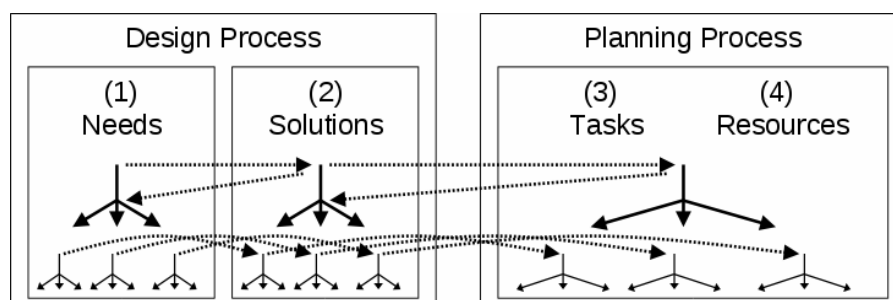 Design Process
Planning Process
(1)
Needs
(2)
Solutions
(3)
Tasks
(4)
Resources